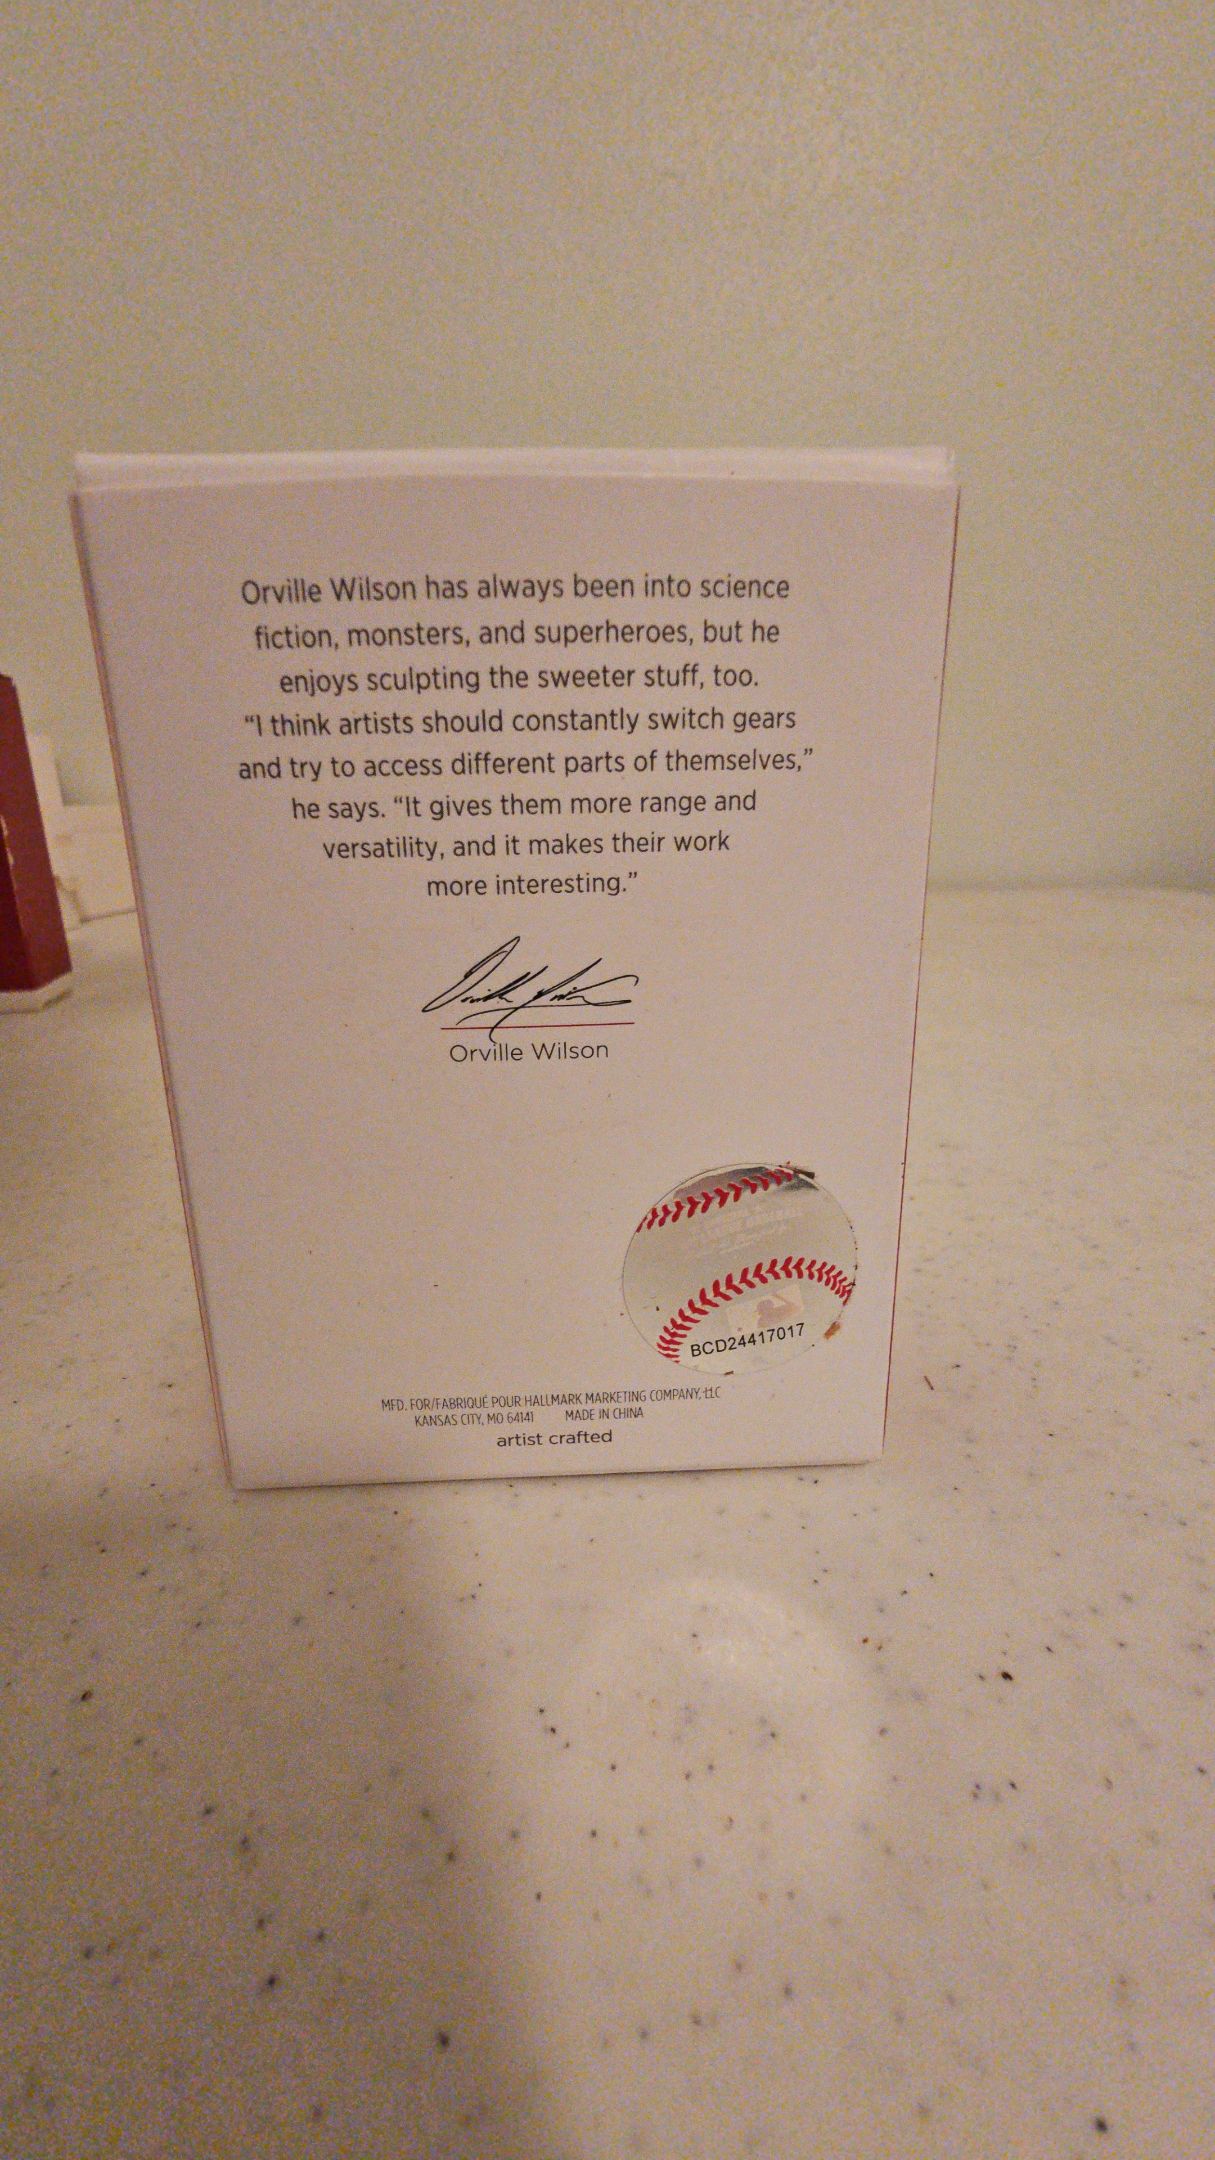 Orville Wilson has always been into science
fiction, monsters, and superheroes, but he
enjoys sculpting the sweeter stuff, too.
“I think artists should constantly switch gears
and try to access different parts of themselves,”
he says. “It gives them more range and
versatility, and it makes their work
more interesting.”
Orville Wilson
Orville Wilson
BCD24417017
MFD. FOR/FABRIQUÉ POUR HALLMARK MARKETING COMPANY, LLC
KANSAS CITY, MO 64141 MADE IN CHINA
artist crafted